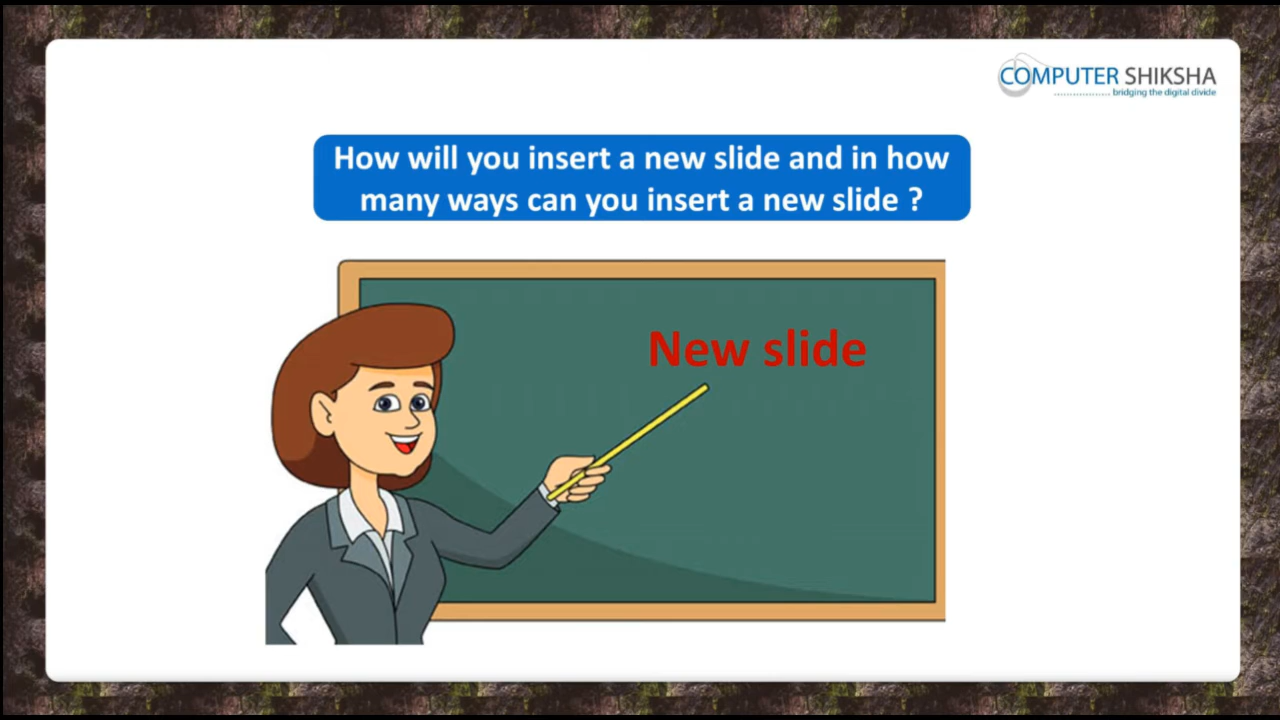 COMPUTER SHIKSHA
bridging the digital divide
How will you insert a new slide and in how
many ways can you insert a new slide ?
New slide